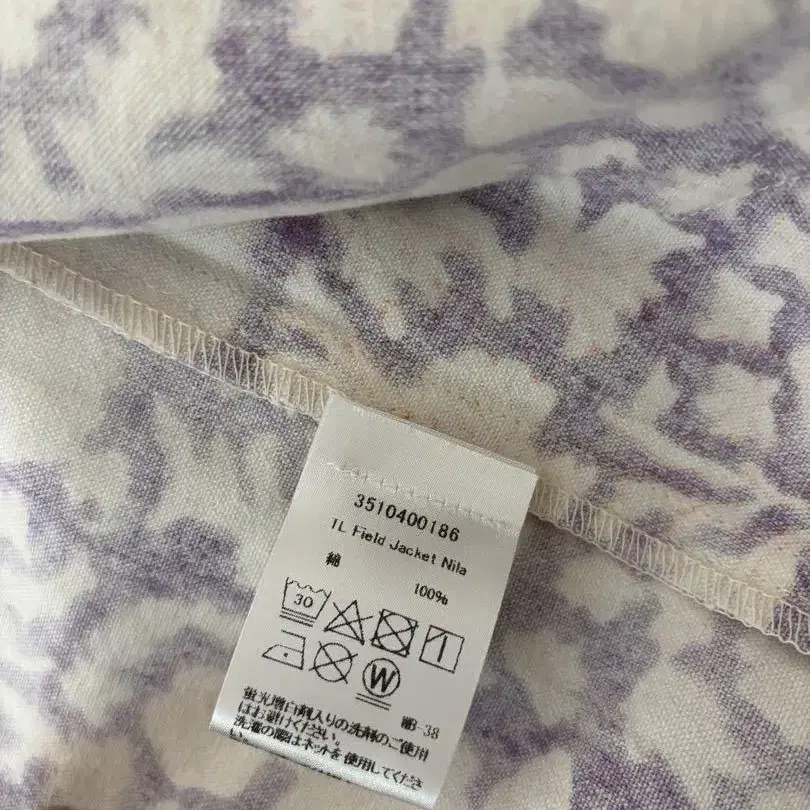 3510400186
TL Field Jacket Nila
綿 100%
30
W
WB-38
蛍光増白剤入りの洗剤のご使用
はお避けください。
洗濯の際はネットを使用してくださ
い。